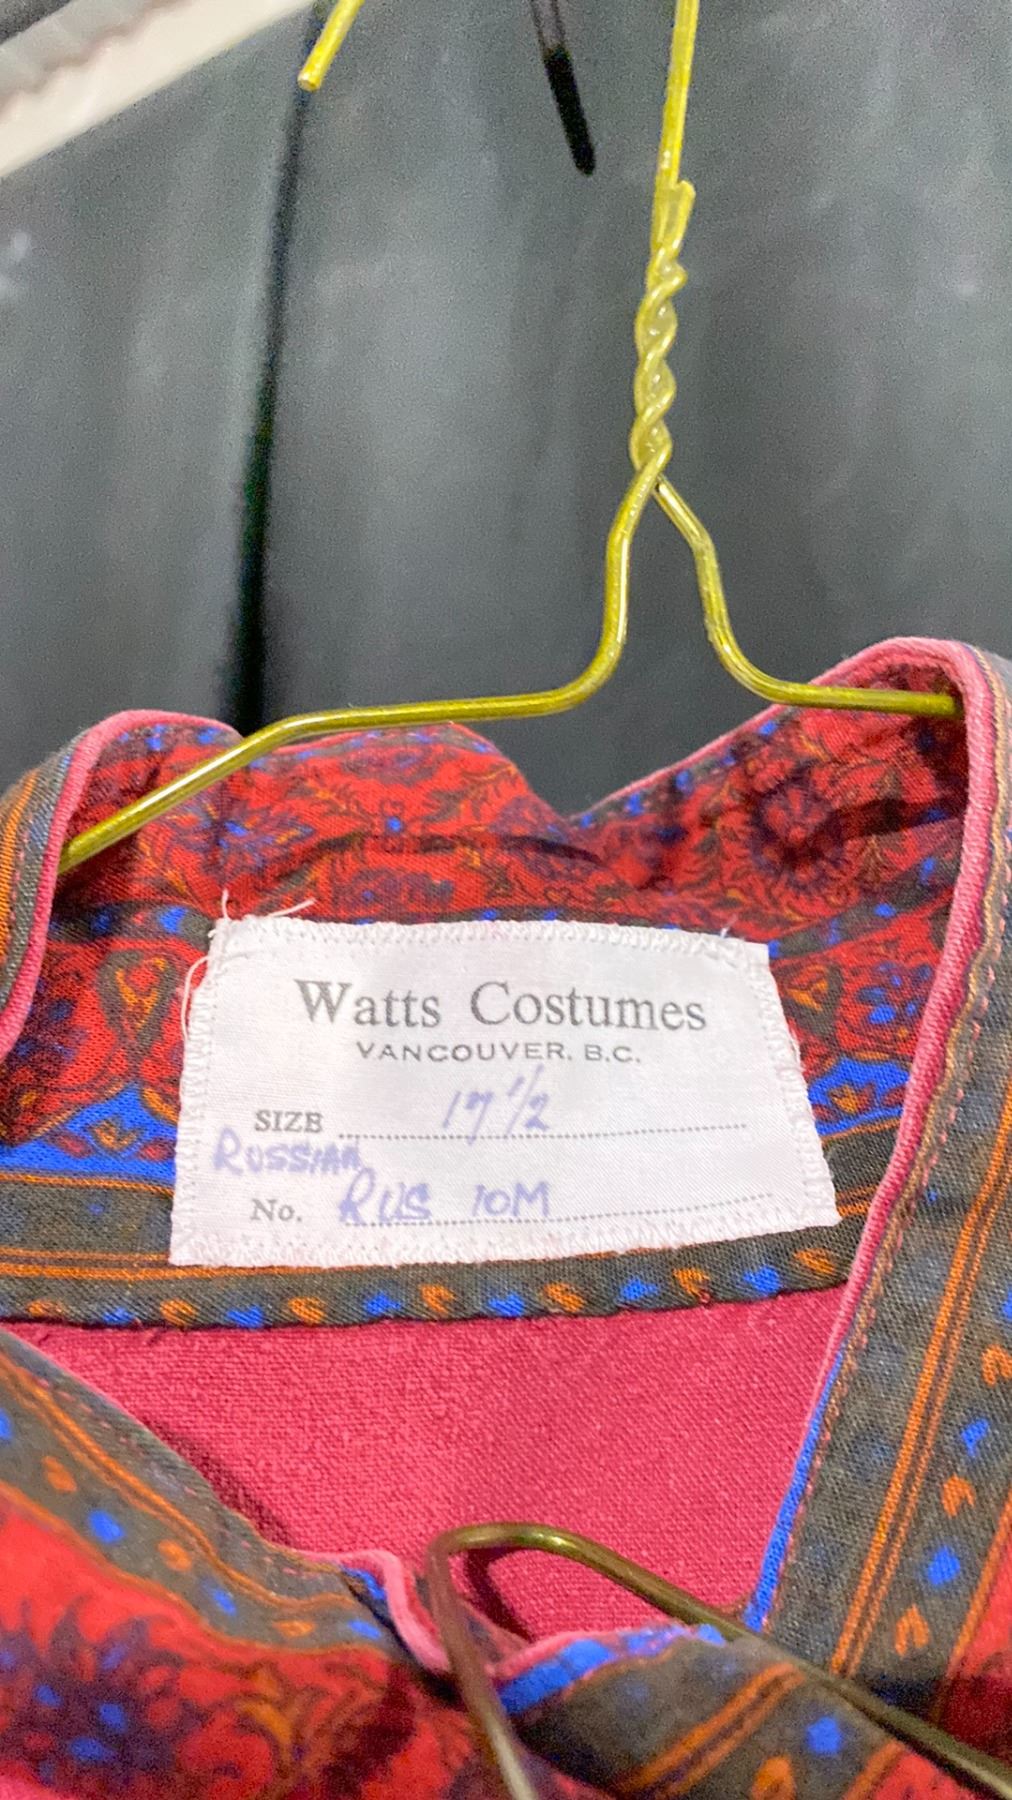 Watts Costumes
VANCOUVER, B.C.
SIZE 17 1/2
RUSSIAN
No. RUS 10M